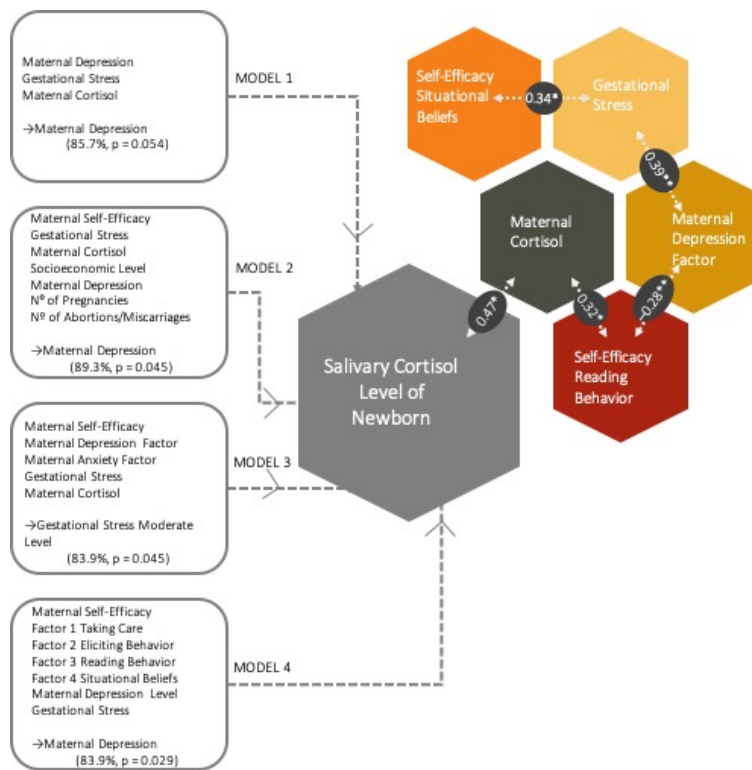 Maternal Depression
Gestational Stress
Maternal Cortisol
→Maternal Depression
(85.7%, p = 0.054)
MODEL 1
Maternal Self-Efficacy
Gestational Stress
Maternal Cortisol
Socioeconomic Level
Maternal Depression
Nº of Pregnancies
Nº of Abortions/Miscarriages
→Maternal Depression
(89.3%, p = 0.045)
MODEL 2
Maternal Self-Efficacy
Maternal Depression Factor
Maternal Anxiety Factor
Gestational Stress
Maternal Cortisol
→Gestational Stress Moderate
Level
(83.9%, p = 0.045)
MODEL 3
Maternal Self-Efficacy
Factor 1 Taking Care
Factor 2 Eliciting Behavior
Factor 3 Reading Behavior
Factor 4 Situational Beliefs
Maternal Depression Level
Gestational Stress
→Maternal Depression
(83.9%, p = 0.029)
MODEL 4
Salivary Cortisol
Level of
Newborn
Self-Efficacy
Situational
Beliefs
0.34*
Gestational
Stress
0.39**
Maternal
Cortisol
Maternal
Depression
Factor
0.47*
0.32*
-0.28**
Self-Efficacy
Reading
Behavior